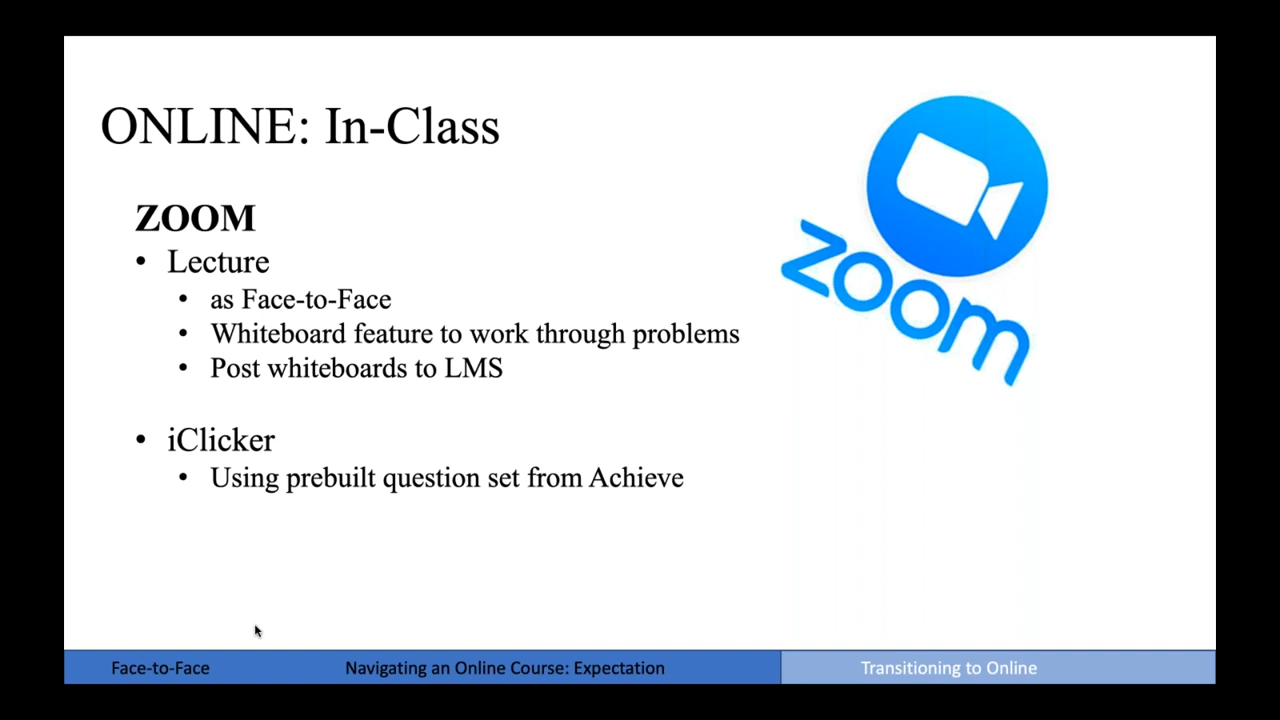 ONLINE: In-Class
zoom
ZOOM
• Lecture
• as Face-to-Face
• Whiteboard feature to work through problems
• Post whiteboards to LMS
• iClicker
• Using prebuilt question set from Achieve
Face-to-Face
Navigating an Online Course: Expectation
Transitioning to Online